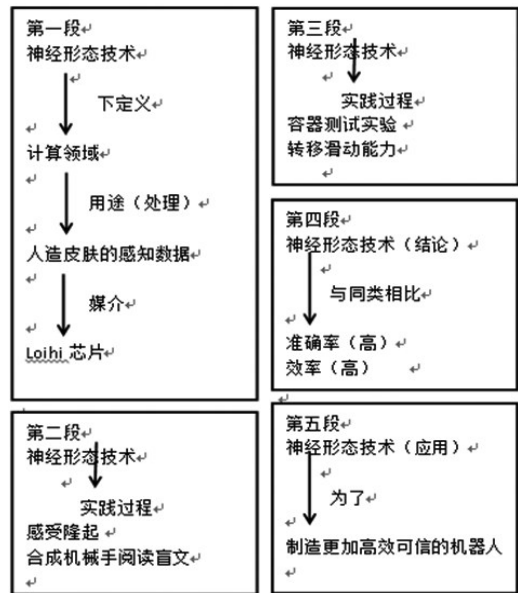 第一段
神经形态技术
下定义
计算领域
用途（处理）
人造皮肤的感知数据
媒介
Loihi 芯片
第二段
神经形态技术
实践过程
感受隆起
合成机械手阅读盲文
第三段
神经形态技术
实践过程
容器测试实验
转移滑动能力
第四段
神经形态技术（结论）
与同类相比
准确率（高）
效率（高）
第五段
神经形态技术（应用）
为了
制造更加高效可信的机器人